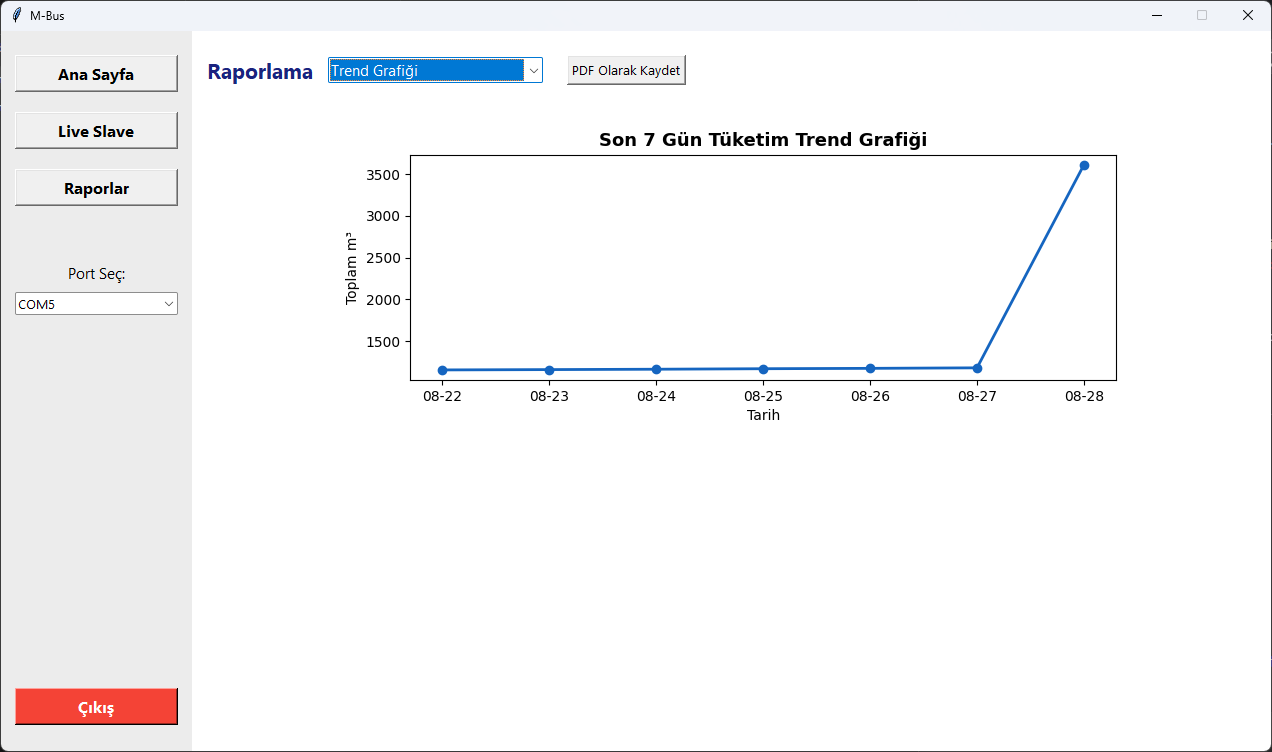 M-Bus
Ana Sayfa
Live Slave
Raporlar
Port Seç:
COM5
Çıkış
Raporlama
Trend Grafiği
PDF Olarak Kaydet
Son 7 Gün Tüketim Trend Grafiği
Toplam m³
3500
3000
2500
2000
1500
08-22 08-23 08-24 08-25 08-26 08-27 08-28
Tarih